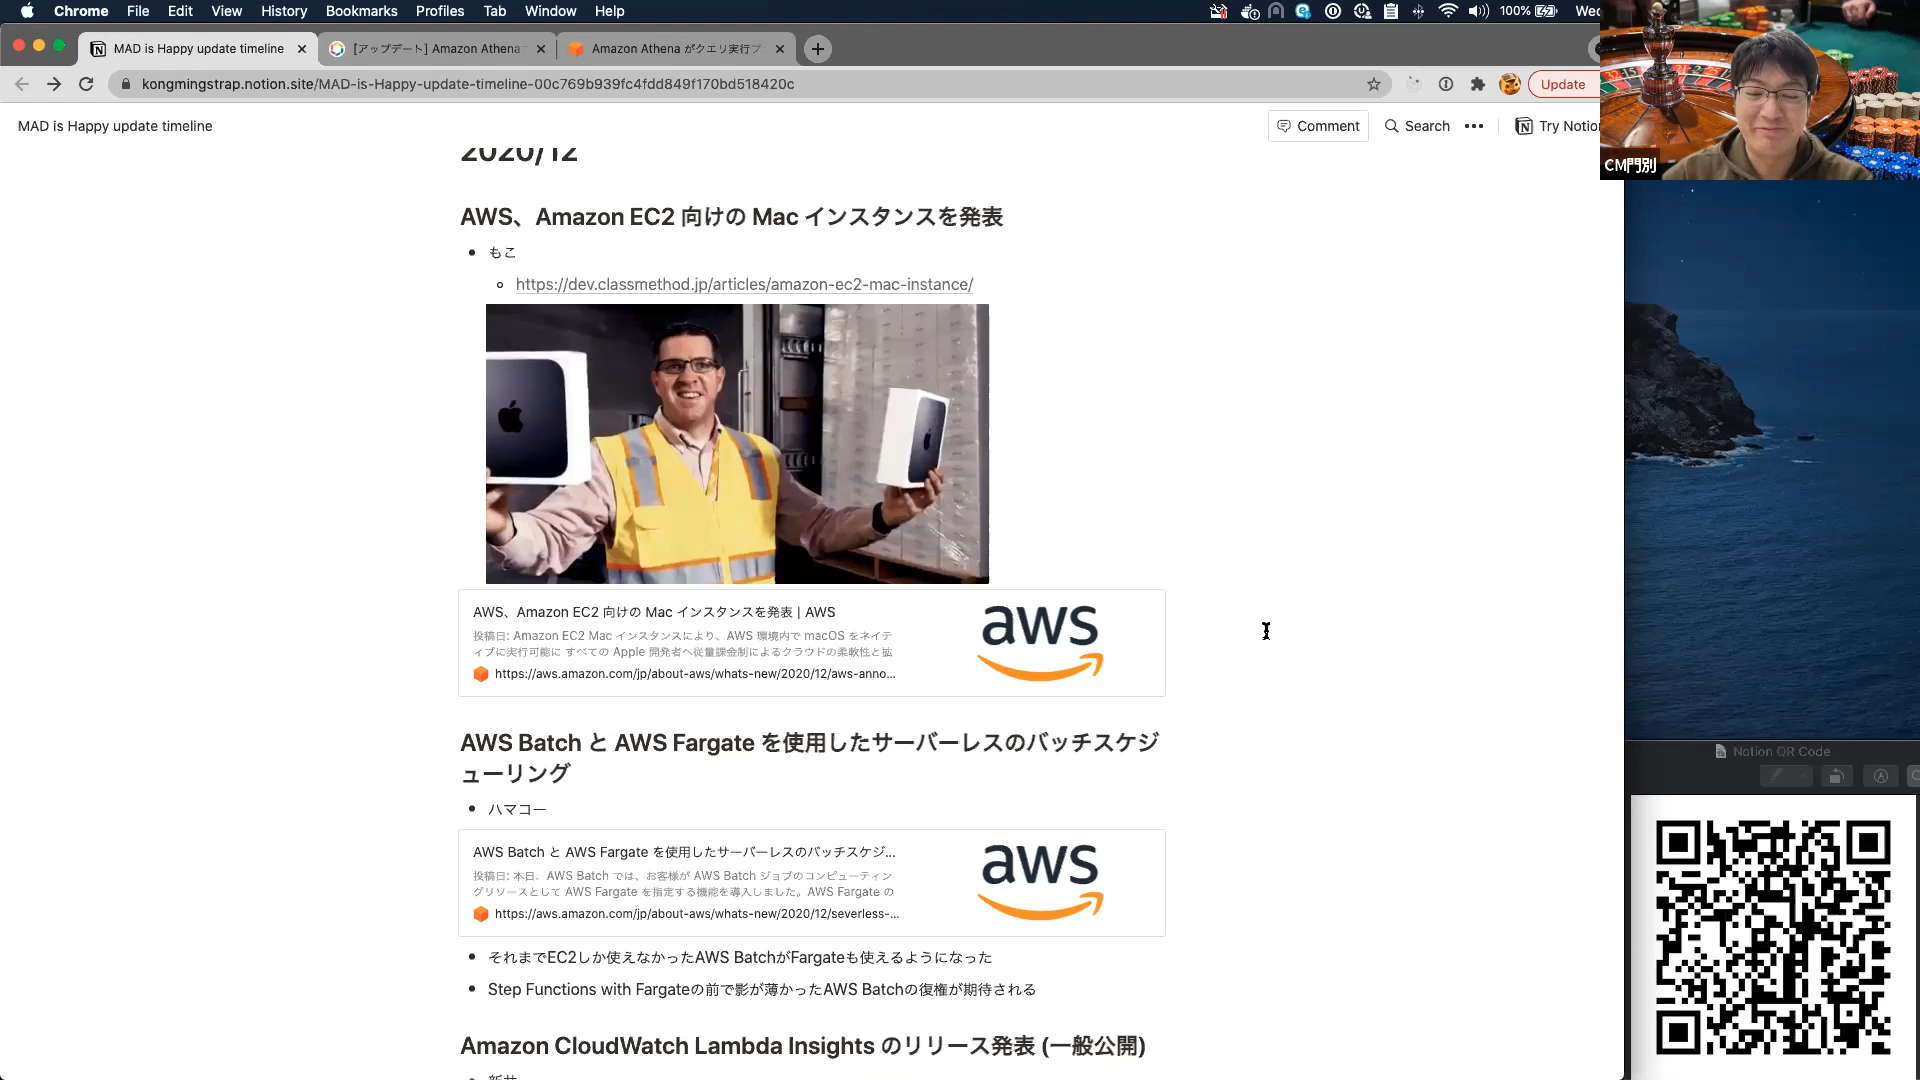 Chrome File Edit View History Bookmarks Profiles Tab Window Help
100% Wed
MAD is Happy update timeline
[アップデート] Amazon Athena
Amazon Athena がクエリ実行プ
kongmingstrap.notion.site/MAD-is-Happy-update-timeline-00c769b939fc4fdd849f170bd518420c
Update
MAD is Happy update timeline
Comment Search Try Notion
CM門別
2020/12
AWS、Amazon EC2 向けの Mac インスタンスを発表
もこ
https://dev.classmethod.jp/articles/amazon-ec2-mac-instance/
AWS、Amazon EC2 向けの Mac インスタンスを発表 | AWS
投稿日: Amazon EC2 Mac インスタンスにより、AWS 環境内で macOS をネイテ
ィブに実行可能に すべての Apple 開発者へ従量課金制によるクラウドの柔軟性と拡
https://aws.amazon.com/jp/about-aws/whats-new/2020/12/aws-anno...
aws
AWS Batch と AWS Fargate を使用したサーバーレスのバッチスケジ
ューリング
ハマコー
AWS Batch と AWS Fargate を使用したサーバーレスのバッチスケジ...
投稿日: 本日、AWS Batch では、お客様が AWS Batch ジョブのコンピューティン
グリソースとして AWS Fargate を指定する機能を導入しました。AWS Fargate の
https://aws.amazon.com/jp/about-aws/whats-new/2020/12/severless-...
aws
それまでEC2しか使えなかったAWS BatchがFargateも使えるようになった
Step Functions with Fargateの前で影が薄かったAWS Batchの復権が期待される
Amazon CloudWatch Lambda Insights のリリース発表 (一般公開)
Notion QR Code